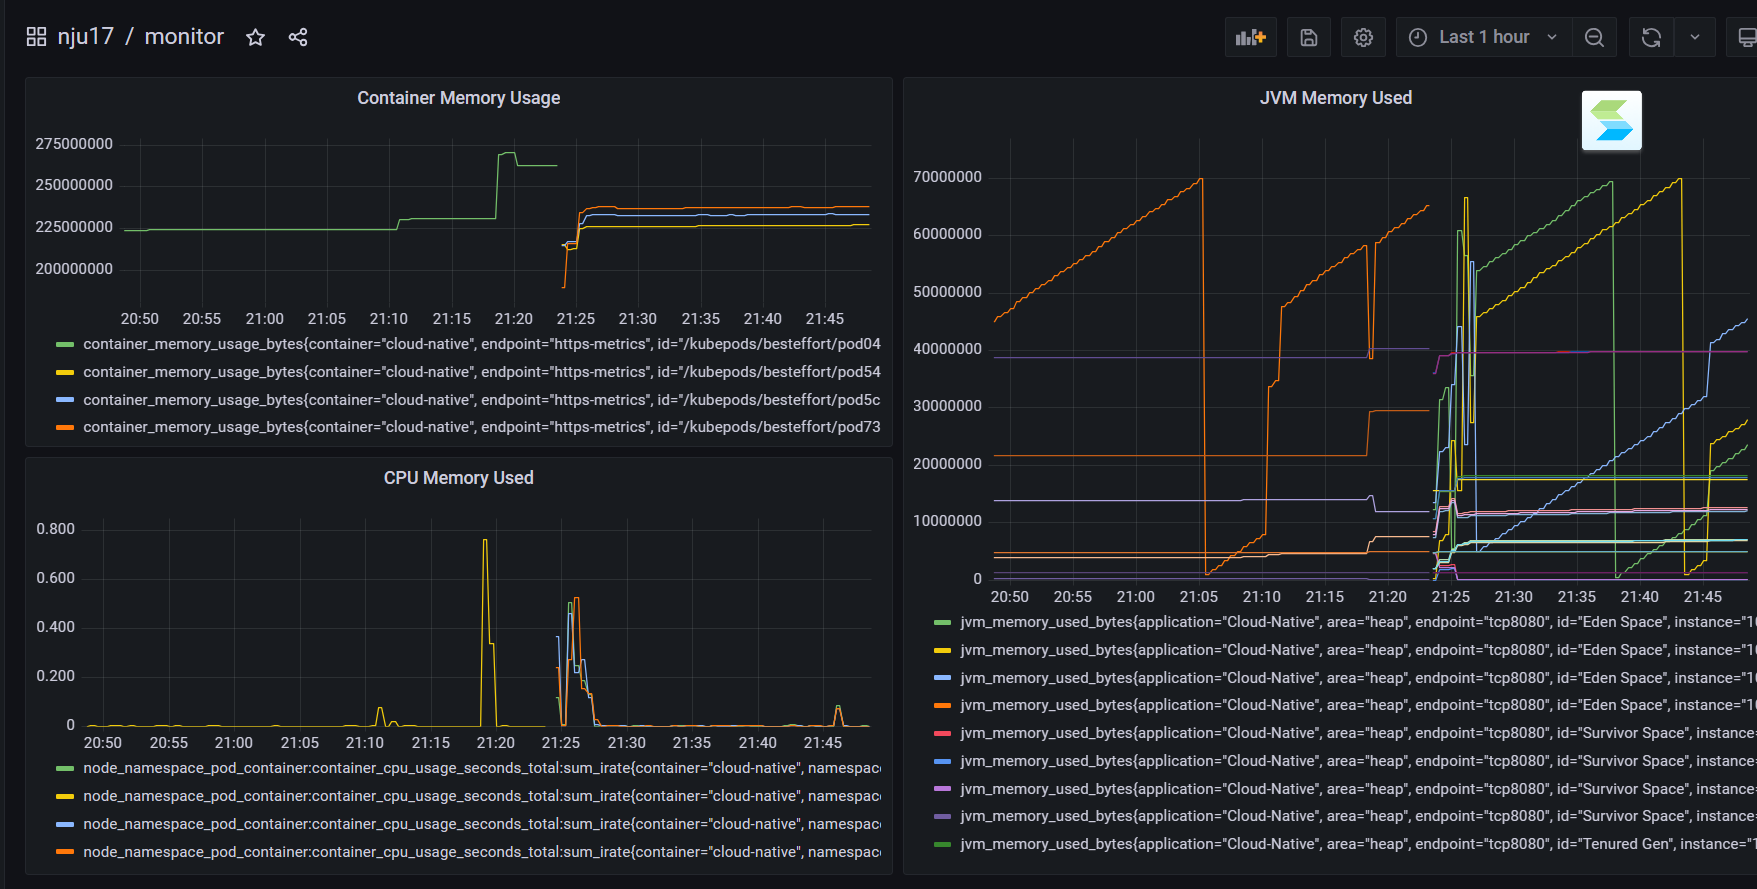 nju17 / monitor
Last 1 hour
Container Memory Usage
275000000
250000000
225000000
200000000
20:50 20:55 21:00 21:05 21:10 21:15 21:20 21:25 21:30 21:35 21:40 21:45
container_memory_usage_bytes{container="cloud-native", endpoint="https-metrics", id="/kubepods/besteffort/pod04
container_memory_usage_bytes{container="cloud-native", endpoint="https-metrics", id="/kubepods/besteffort/pod54
container_memory_usage_bytes{container="cloud-native", endpoint="https-metrics", id="/kubepods/besteffort/pod5c
container_memory_usage_bytes{container="cloud-native", endpoint="https-metrics", id="/kubepods/besteffort/pod73
CPU Memory Used
0.800
0.600
0.400
0.200
0
20:50 20:55 21:00 21:05 21:10 21:15 21:20 21:25 21:30 21:35 21:40 21:45
node_namespace_pod_container:container_cpu_usage_seconds_total:sum_irate{container="cloud-native", namespace
node_namespace_pod_container:container_cpu_usage_seconds_total:sum_irate{container="cloud-native", namespace
node_namespace_pod_container:container_cpu_usage_seconds_total:sum_irate{container="cloud-native", namespace
node_namespace_pod_container:container_cpu_usage_seconds_total:sum_irate{container="cloud-native", namespace
JVM Memory Used
70000000
60000000
50000000
40000000
30000000
20000000
10000000
0
20:50 20:55 21:00 21:05 21:10 21:15 21:20 21:25 21:30 21:35 21:40 21:45
jvm_memory_used_bytes{application="Cloud-Native", area="heap", endpoint="tcp8080", id="Eden Space", instance="10
jvm_memory_used_bytes{application="Cloud-Native", area="heap", endpoint="tcp8080", id="Eden Space", instance="10
jvm_memory_used_bytes{application="Cloud-Native", area="heap", endpoint="tcp8080", id="Eden Space", instance="10
jvm_memory_used_bytes{application="Cloud-Native", area="heap", endpoint="tcp8080", id="Eden Space", instance="10
jvm_memory_used_bytes{application="Cloud-Native", area="heap", endpoint="tcp8080", id="Survivor Space", instance=
jvm_memory_used_bytes{application="Cloud-Native", area="heap", endpoint="tcp8080", id="Survivor Space", instance=
jvm_memory_used_bytes{application="Cloud-Native", area="heap", endpoint="tcp8080", id="Survivor Space", instance=
jvm_memory_used_bytes{application="Cloud-Native", area="heap", endpoint="tcp8080", id="Survivor Space", instance=
jvm_memory_used_bytes{application="Cloud-Native", area="heap", endpoint="tcp8080", id="Tenured Gen", instance="1